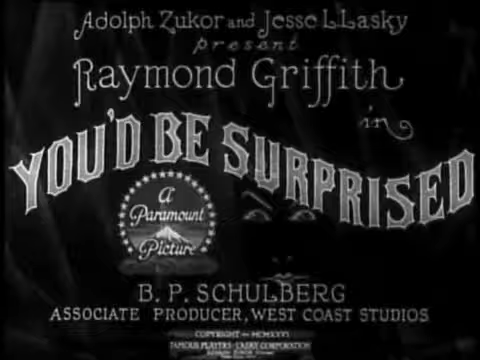 Adolph Zukor and Jesse L. Lasky
present
Raymond Griffith
in
YOU'D BE SURPRISED
A
Paramount
Picture
B. P. SCHULBERG
ASSOCIATE PRODUCER, WEST COAST STUDIOS
COPYRIGHT MCMXXVI
FAMOUS PLAYERS-LASKY CORPORATION